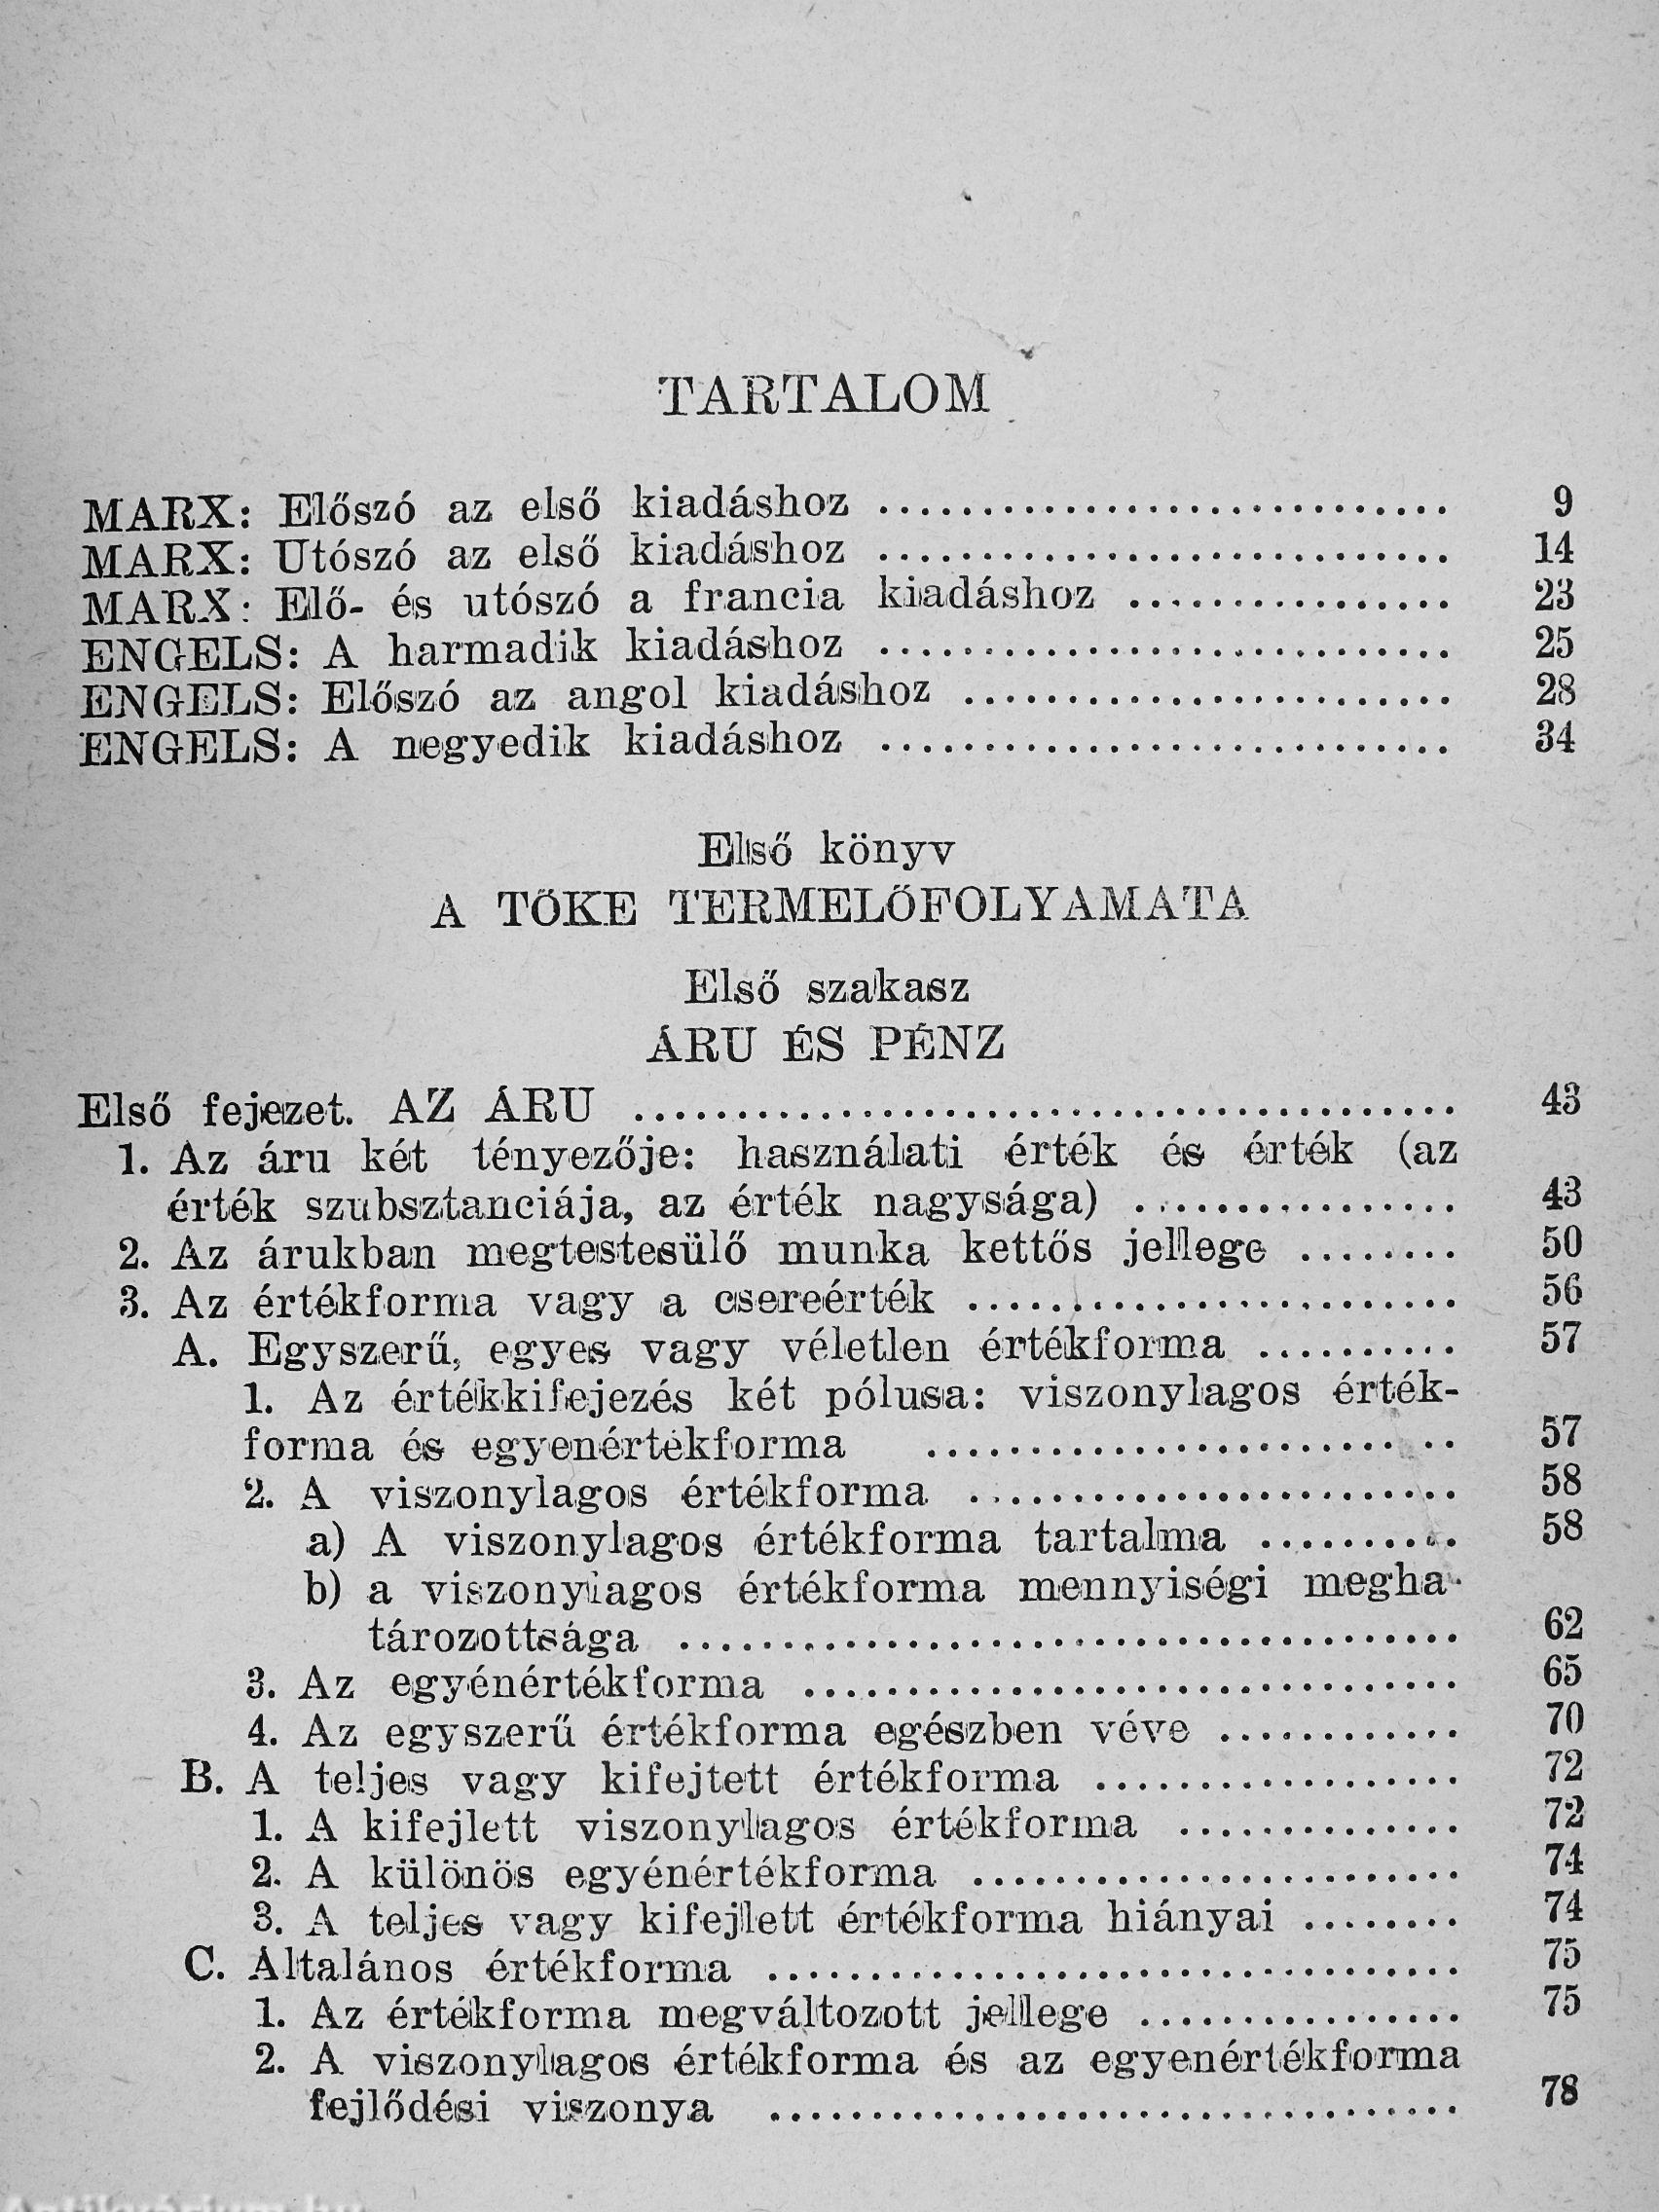 TARTALOM
MARX: Előszó az első kiadáshoz ............................ 9
MARX: Utószó az első kiadáshoz ............................ 14
MARX: Elő- és utószó a francia kiadáshoz ................ 23
ENGELS: A harmadik kiadáshoz ............................ 25
ENGELS: Előszó az angol kiadáshoz ........................ 28
ENGELS: A negyedik kiadáshoz ............................ 34
Első könyv
A TŐKE TERMELŐFOLYAMATA
Első szakasz
ÁRU ÉS PÉNZ
Első fejezet. AZ ÁRU ........................................ 43
1. Az áru két tényezője: használati érték és érték (az
érték szubsztanciája, az érték nagysága) ................ 43
2. Az árukban megtestesülő munka kettős jellege ........ 50
3. Az értékforma vagy a csereérték ........................ 56
A. Egyszerű, egyes vagy véletlen értékforma .......... 57
1. Az értékkifejezés két pólusa: viszonylagos érték-
forma és egyenértékforma .......................... 57
2. A viszonylagos értékforma ........................ 58
a) A viszonylagos értékforma tartalma .......... 58
b) a viszonylagos értékforma mennyiségi megha-
tározottsága ...................................... 62
3. Az egyénértékforma ................................ 65
4. Az egyszerű értékforma egészben véve ............ 70
B. A teljes vagy kifejtett értékforma .................. 72
1. A kifejlett viszonylagos értékforma .............. 72
2. A különös egyénértékforma ........................ 74
3. A teljes vagy kifejlett értékforma hiányai ........ 74
C. Altalános értékforma .................................. 75
1. Az értékforma megváltozott jellege ................ 75
2. A viszonylagos értékforma és az egyenértékforma
fejlődési viszonya .................................. 78